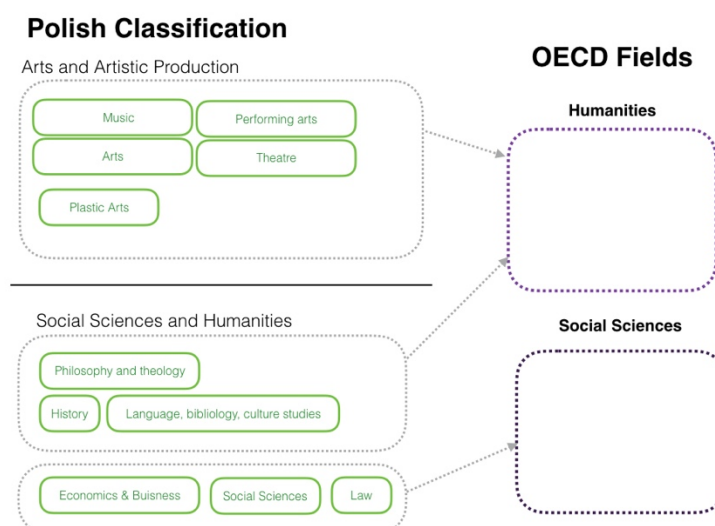 Polish Classification
OECD Fields
Arts and Artistic Production
Humanities
Music
Performing arts
Arts
Theatre
Plastic Arts
Social Sciences and Humanities
Social Sciences
Philosophy and theology
History
Language, bibliology, culture studies
Economics & Buisness
Social Sciences
Law